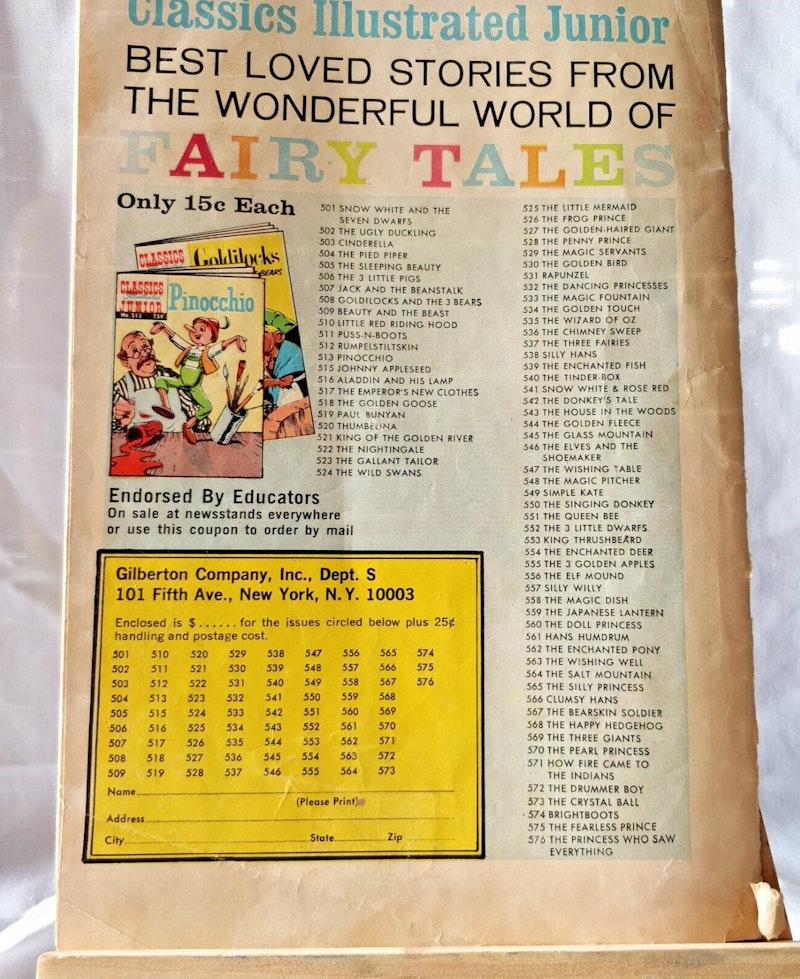 Classics Illustrated Junior
BEST LOVED STORIES FROM
THE WONDERFUL WORLD OF
FAIRY TALES
Only 15c Each
CLASSICS
Goldilocks
BEARS
CLASSICS
Illustrated
JUNIOR
No. 513 15¢
Pinocchio
501 SNOW WHITE AND THE
SEVEN DWARFS
502 THE UGLY DUCKLING
503 CINDERELLA
504 THE PIED PIPER
505 THE SLEEPING BEAUTY
506 THE 3 LITTLE PIGS
507 JACK AND THE BEANSTALK
508 GOLDILOCKS AND THE 3 BEARS
509 BEAUTY AND THE BEAST
510 LITTLE RED RIDING HOOD
511 PUSS-N-BOOTS
512 RUMPELSTILTSKIN
513 PINOCCHIO
515 JOHNNY APPLESEED
516 ALADDIN AND HIS LAMP
517 THE EMPEROR'S NEW CLOTHES
518 THE GOLDEN GOOSE
519 PAUL BUNYAN
520 THUMBELINA
521 KING OF THE GOLDEN RIVER
522 THE NIGHTINGALE
523 THE GALLANT TAILOR
524 THE WILD SWANS
525 THE LITTLE MERMAID
526 THE FROG PRINCE
527 THE GOLDEN-HAIRED GIANT
528 THE PENNY PRINCE
529 THE MAGIC SERVANTS
530 THE GOLDEN BIRD
531 RAPUNZEL
532 THE DANCING PRINCESSES
533 THE MAGIC FOUNTAIN
534 THE GOLDEN TOUCH
535 THE WIZARD OF OZ
536 THE CHIMNEY SWEEP
537 THE THREE FAIRIES
538 SILLY HANS
539 THE ENCHANTED FISH
540 THE TINDER-BOX
541 SNOW WHITE & ROSE RED
542 THE DONKEY'S TALE
543 THE HOUSE IN THE WOODS
544 THE GOLDEN FLEECE
545 THE GLASS MOUNTAIN
546 THE ELVES AND THE
SHOEMAKER
547 THE WISHING TABLE
548 THE MAGIC PITCHER
549 SIMPLE KATE
550 THE SINGING DONKEY
551 THE QUEEN BEE
552 THE 3 LITTLE DWARFS
553 KING THRUSHBEARD
554 THE ENCHANTED DEER
555 THE 3 GOLDEN APPLES
556 THE ELF MOUND
557 SILLY WILLY
558 THE MAGIC DISH
559 THE JAPANESE LANTERN
560 THE DOLL PRINCESS
561 HANS HUMDRUM
562 THE ENCHANTED PONY
563 THE WISHING WELL
564 THE SALT MOUNTAIN
565 THE SILLY PRINCESS
566 CLUMSY HANS
567 THE BEARSKIN SOLDIER
568 THE HAPPY HEDGEHOG
569 THE THREE GIANTS
570 THE PEARL PRINCESS
571 HOW FIRE CAME TO
THE INDIANS
572 THE DRUMMER BOY
573 THE CRYSTAL BALL
574 BRIGHTBOOTS
575 THE FEARLESS PRINCE
576 THE PRINCESS WHO SAW
EVERYTHING
Endorsed By Educators
On sale at newsstands everywhere
or use this coupon to order by mail
Gilberton Company, Inc., Dept. S
101 Fifth Ave., New York, N.Y. 10003
Enclosed is $......for the issues circled below plus 25¢
handling and postage cost.
501 510 520 529 538 547 556 565 574
502 511 521 530 539 548 557 566 575
503 512 522 531 540 549 558 567 576
504 513 523 532 541 550 559 568
505 515 524 533 542 551 560 569
506 516 525 534 543 552 561 570
507 517 526 535 544 553 562 571
508 518 527 536 545 554 563 572
509 519 528 537 546 555 564 573
Name
(Please Print)
Address
City State Zip